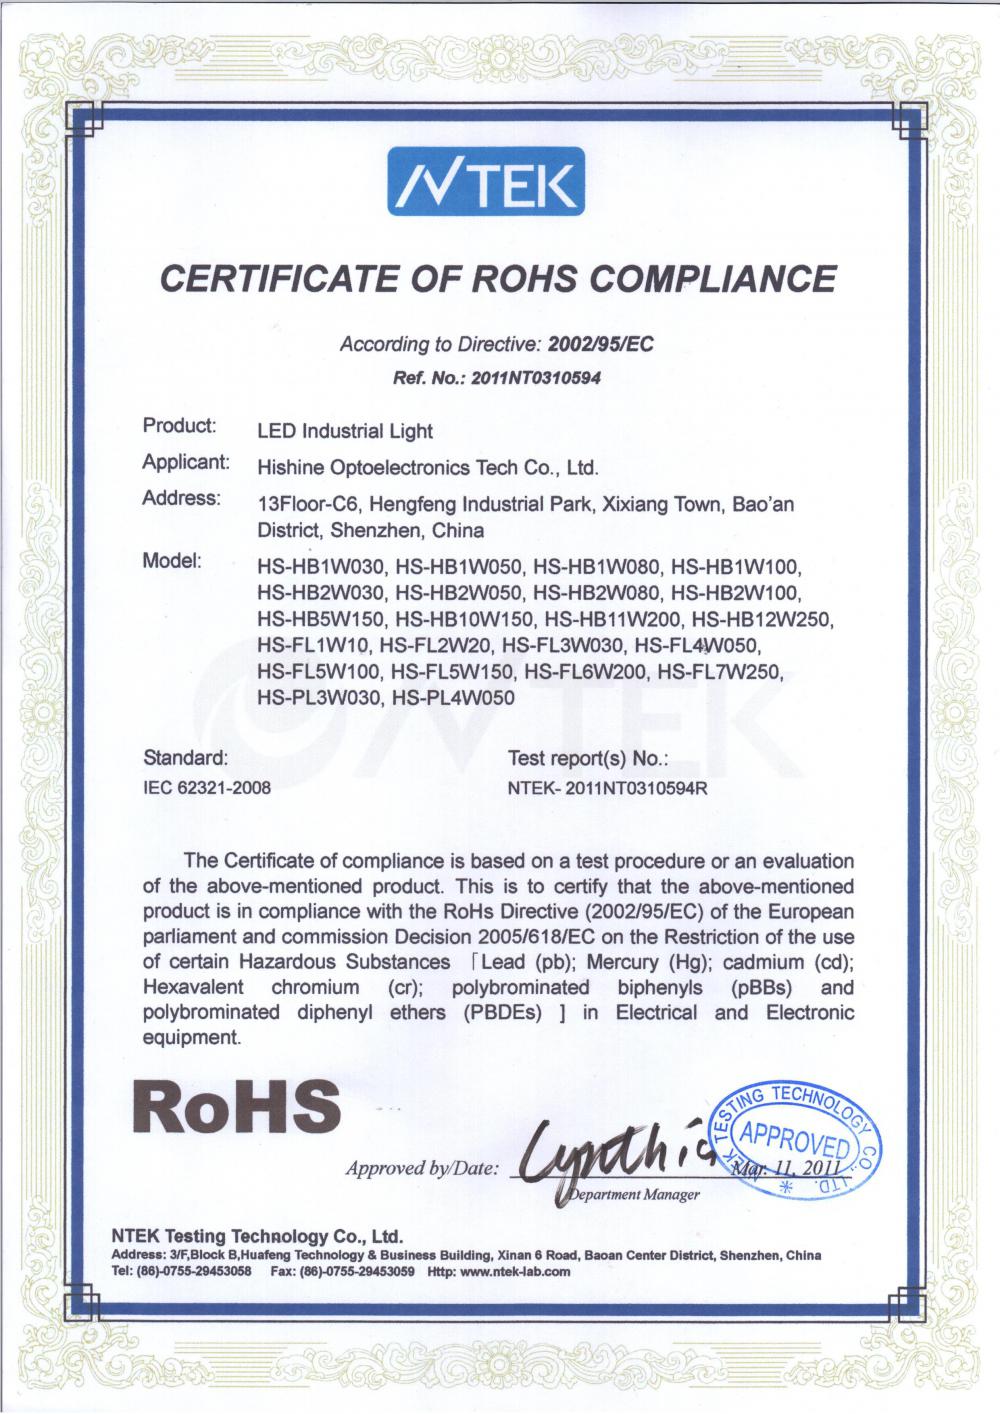 NTEK
CERTIFICATE OF ROHS COMPLIANCE
According to Directive: 2002/95/EC
Ref. No.: 2011NT0310594
Product: LED Industrial Light
Applicant: Hishine Optoelectronics Tech Co., Ltd.
Address: 13Floor-C6, Hengfeng Industrial Park, Xixiang Town, Bao'an
District, Shenzhen, China
Model: HS-HB1W030, HS-HB1W050, HS-HB1W080, HS-HB1W100,
HS-HB2W030, HS-HB2W050, HS-HB2W080, HS-HB2W100,
HS-HB5W150, HS-HB10W150, HS-HB11W200, HS-HB12W250,
HS-FL1W10, HS-FL2W20, HS-FL3W030, HS-FL4W050,
HS-FL5W100, HS-FL5W150, HS-FL6W200, HS-FL7W250,
HS-PL3W030, HS-PL4W050
NTEK
Standard: Test report(s) No.:
IEC 62321-2008 NTEK- 2011NT0310594R
The Certificate of compliance is based on a test procedure or an evaluation
of the above-mentioned product. This is to certify that the above-mentioned
product is in compliance with the RoHs Directive (2002/95/EC) of the European
parliament and commission Decision 2005/618/EC on the Restriction of the use
of certain Hazardous Substances「Lead (pb); Mercury (Hg); cadmium (cd);
Hexavalent chromium (cr); polybrominated biphenyls (pBBs) and
polybrominated diphenyl ethers (PBDEs) ] in Electrical and Electronic
equipment.
RoHS
Approved by/Date: Cynthia Mar. 11, 2011
Department Manager
NTEK TESTING TECHNOLOGY CO., LTD.
APPROVED
NTEK Testing Technology Co., Ltd.
Address: 3/F,Block B,Huafeng Technology & Business Building, Xinan 6 Road, Baoan Center District, Shenzhen, China
Tel: (86)-0755-29453058 Fax: (86)-0755-29453059 Http: www.ntek-lab.com